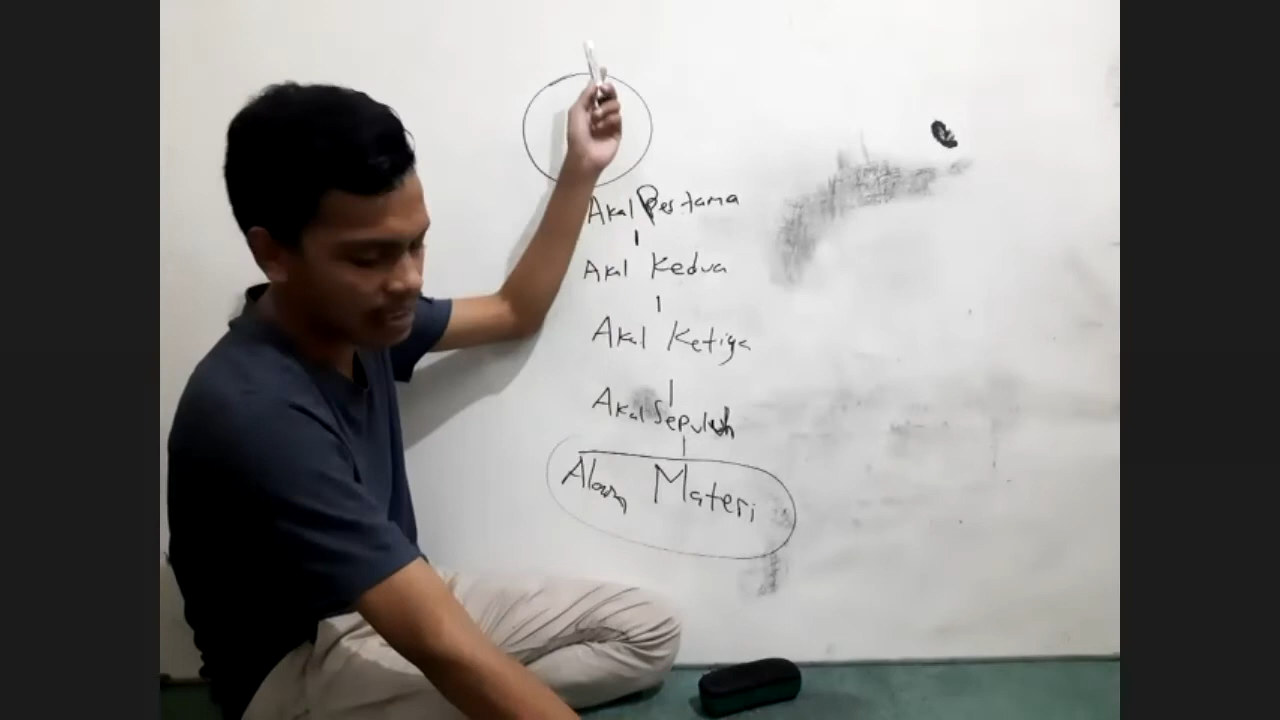 Akal Pertama
Akal Kedua
Akal Ketiga
Akal Sepuluh
Alam Materi